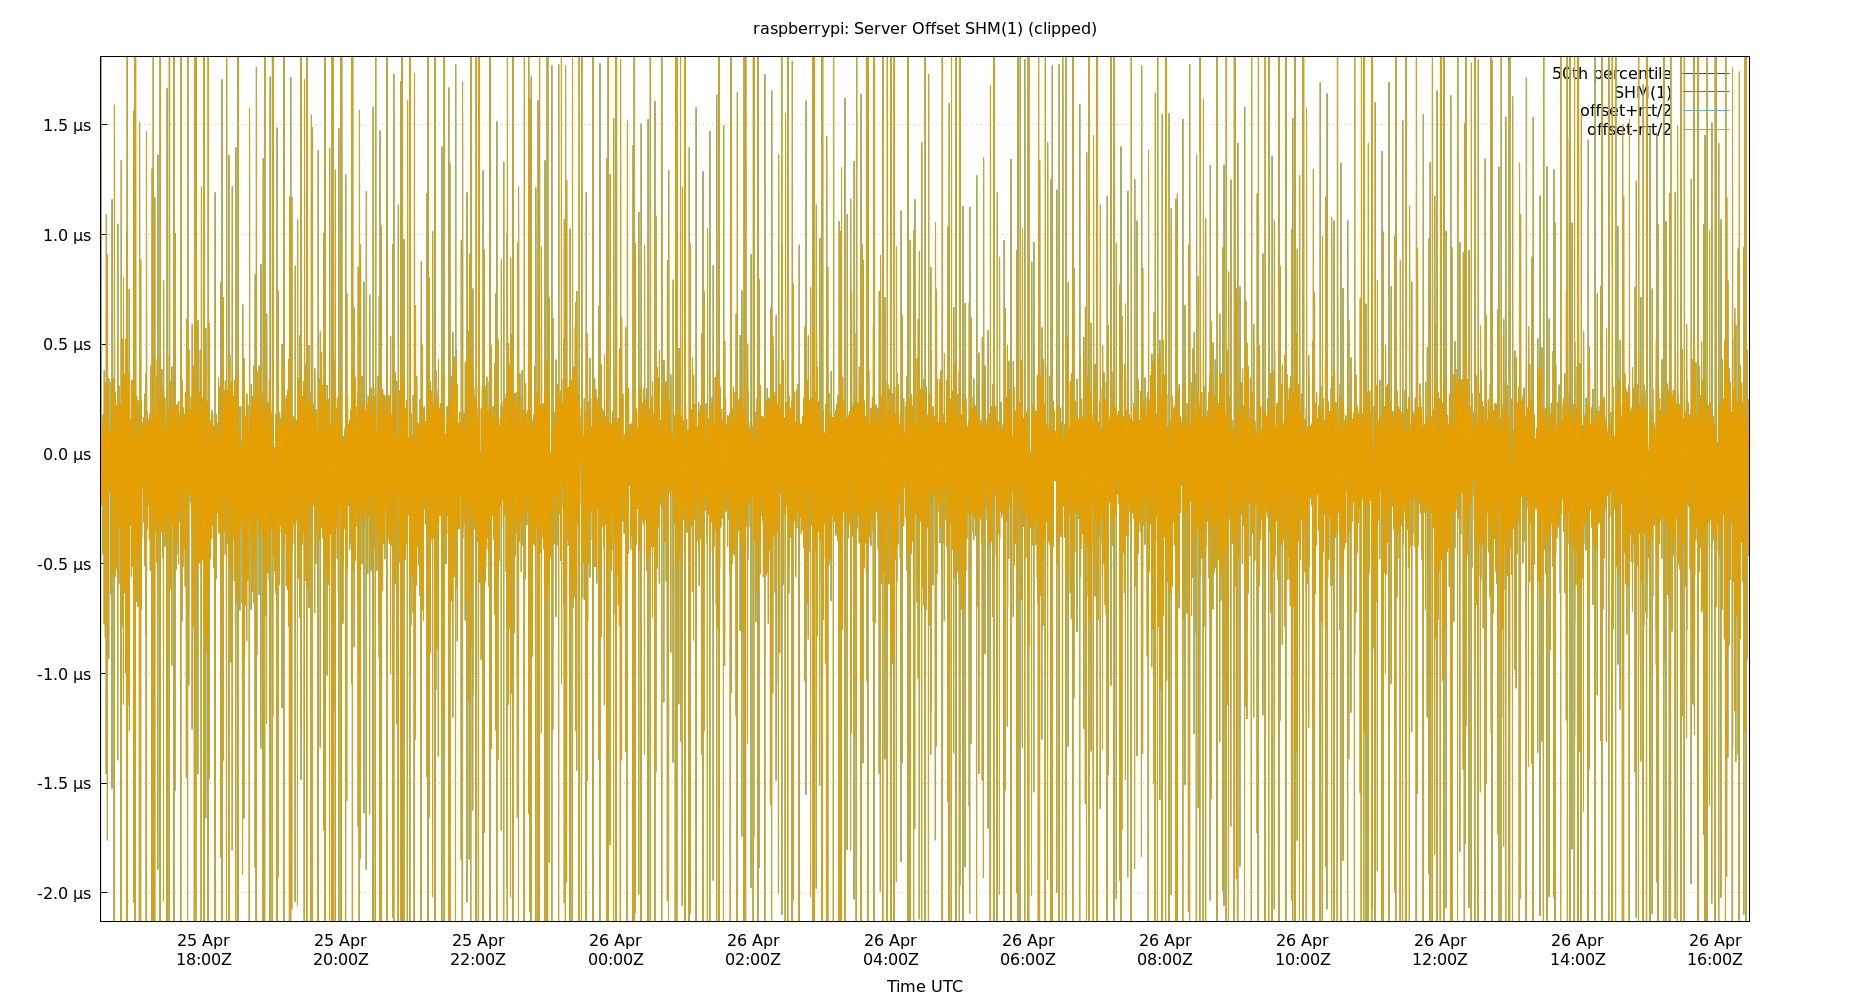 raspberrypi: Server Offset SHM(1) (clipped)
50th percentile
SHM(1)
offset+rtt/2
offset-rtt/2
1.5 µs
1.0 µs
0.5 µs
0.0 µs
-0.5 µs
-1.0 µs
-1.5 µs
-2.0 µs
25 Apr 25 Apr 25 Apr 26 Apr 26 Apr 26 Apr 26 Apr 26 Apr 26 Apr 26 Apr 26 Apr 26 Apr
18:00Z 20:00Z 22:00Z 00:00Z 02:00Z 04:00Z 06:00Z 08:00Z 10:00Z 12:00Z 14:00Z 16:00Z
Time UTC